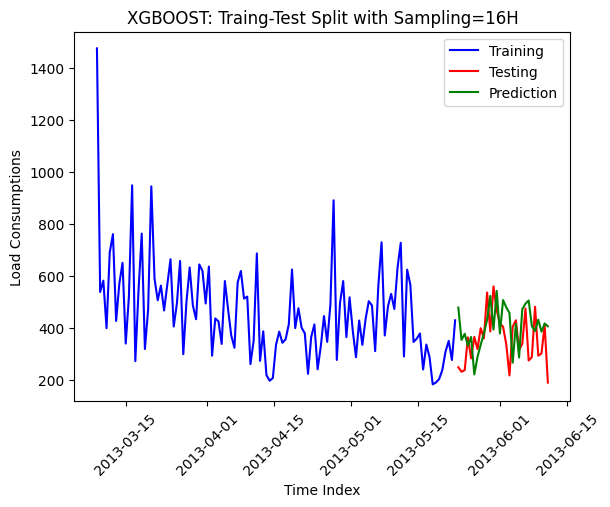 XGBOOST: Traing-Test Split with Sampling=16H
Training
Testing
Prediction
Load Consumptions
1400
1200
1000
800
600
400
200
2013-03-15
2013-04-01
2013-04-15
2013-05-01
2013-05-15
2013-06-01
2013-06-15
Time Index